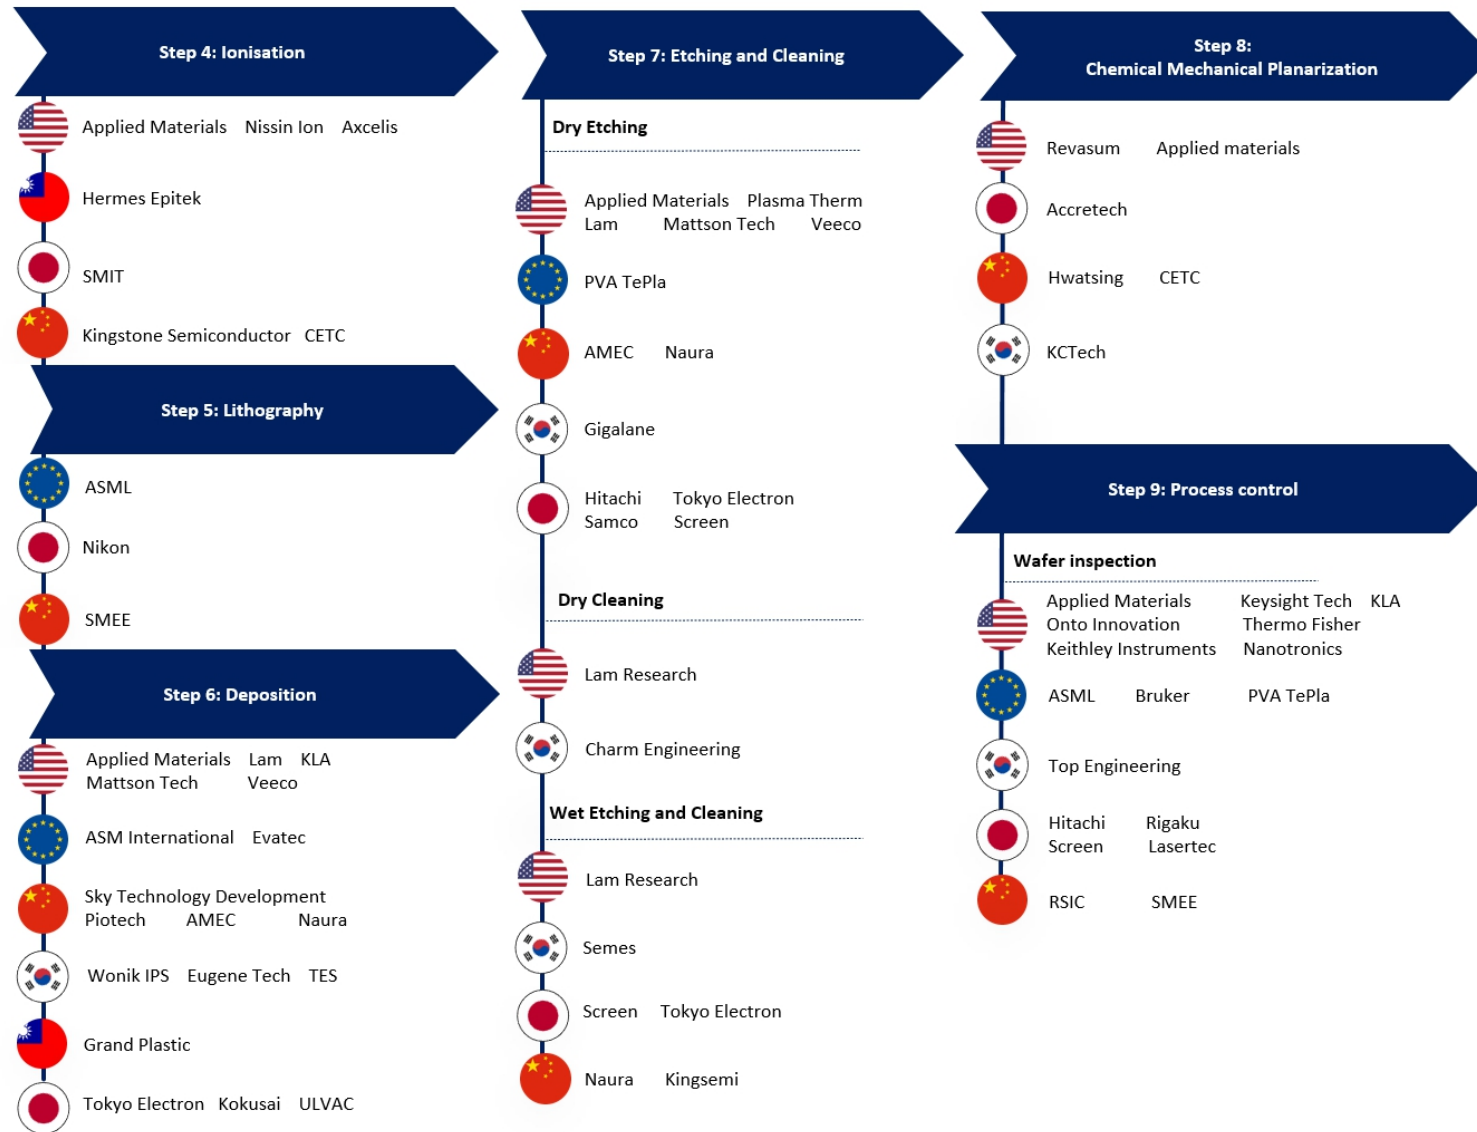 Step 4: Ionisation
Applied Materials Nissin Ion Axcelis
Hermes Epitek
SMIT
Kingstone Semiconductor CETC
Step 5: Lithography
ASML
Nikon
SMEE
Step 6: Deposition
Applied Materials Lam KLA
Mattson Tech Veeco
ASM International Evatec
Sky Technology Development
Piotech AMEC Naura
Wonik IPS Eugene Tech TES
Grand Plastic
Tokyo Electron Kokusai ULVAC
Step 7: Etching and Cleaning
Dry Etching
Applied Materials Plasma Therm
Lam Mattson Tech Veeco
PVA TePla
AMEC Naura
Gigalane
Hitachi Tokyo Electron
Samco Screen
Dry Cleaning
Lam Research
Charm Engineering
Wet Etching and Cleaning
Lam Research
Semes
Screen Tokyo Electron
Naura Kingsemi
Step 8:
Chemical Mechanical Planarization
Revasum Applied materials
Accretech
Hwatsing CETC
KCTech
Step 9: Process control
Wafer inspection
Applied Materials Keysight Tech KLA
Onto Innovation Thermo Fisher
Keithley Instruments Nanotronics
ASML Bruker PVA TePla
Top Engineering
Hitachi Rigaku
Screen Lasertec
RSIC SMEE